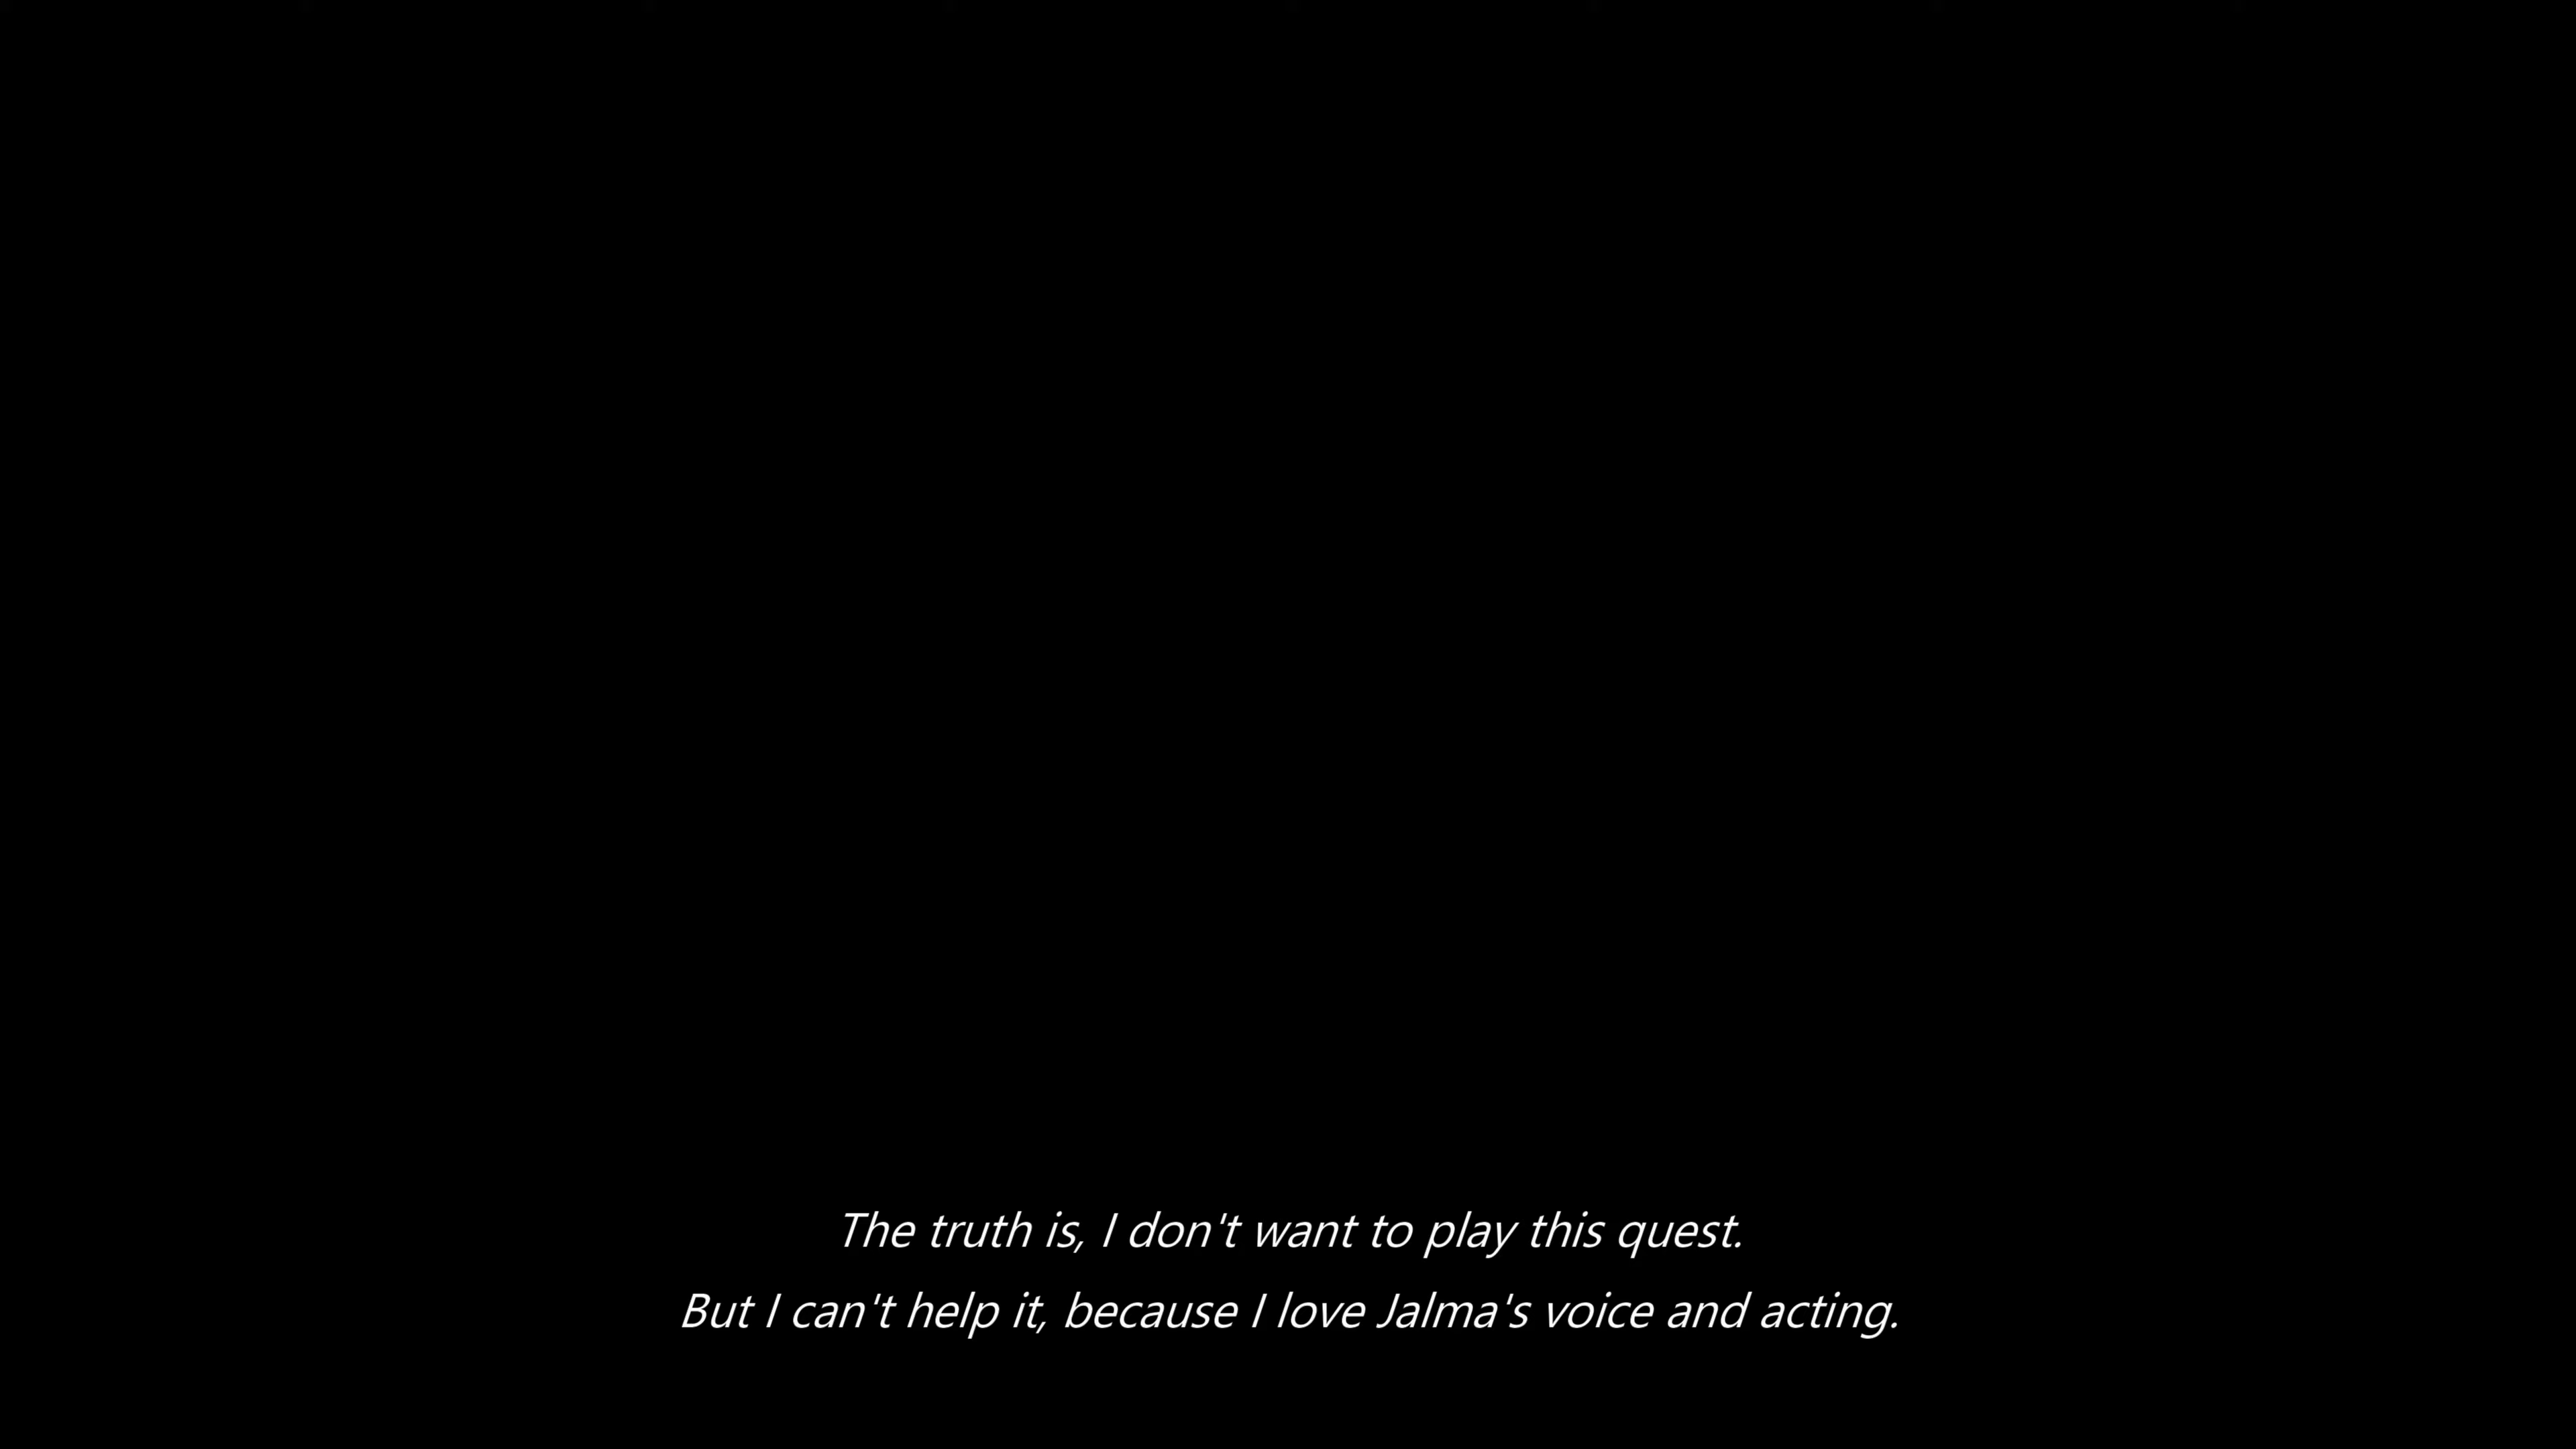 The truth is, I don't want to play this quest.
But I can't help it, because I love Jalma's voice and acting.